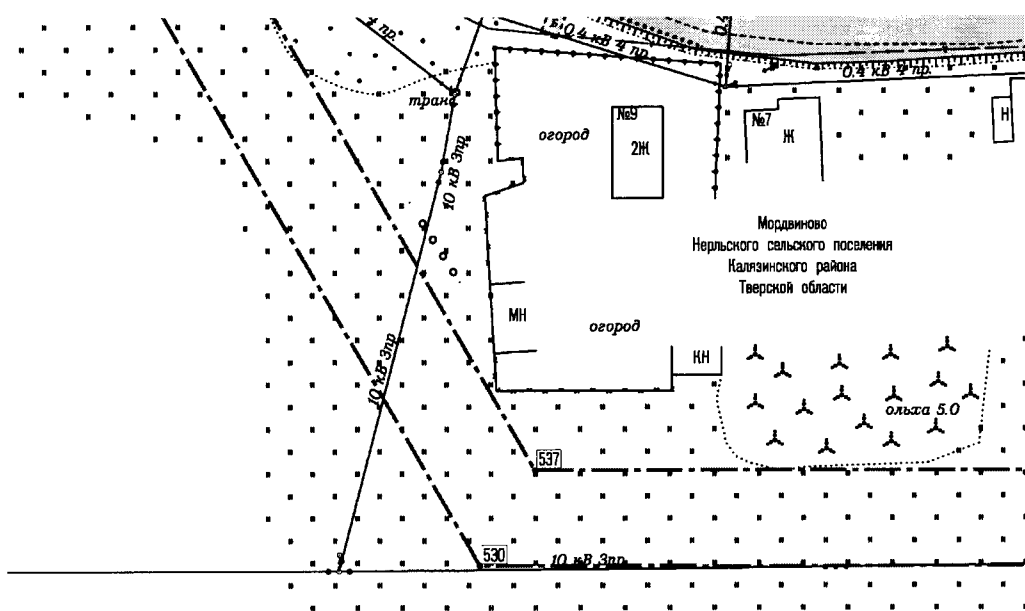 4 пр
0.4 кВ 4 пр.
0.4 кВ 4 пр.
транс
10 кВ 3пр
огород
№9
2Ж
№7
Ж
Н
Мордвиново
Нерльского сельского поселения
Калязинского района
Тверской области
МН
огород
КН
10 кВ 3пр
ольха 5.0
537
530
10 кВ 3пр.